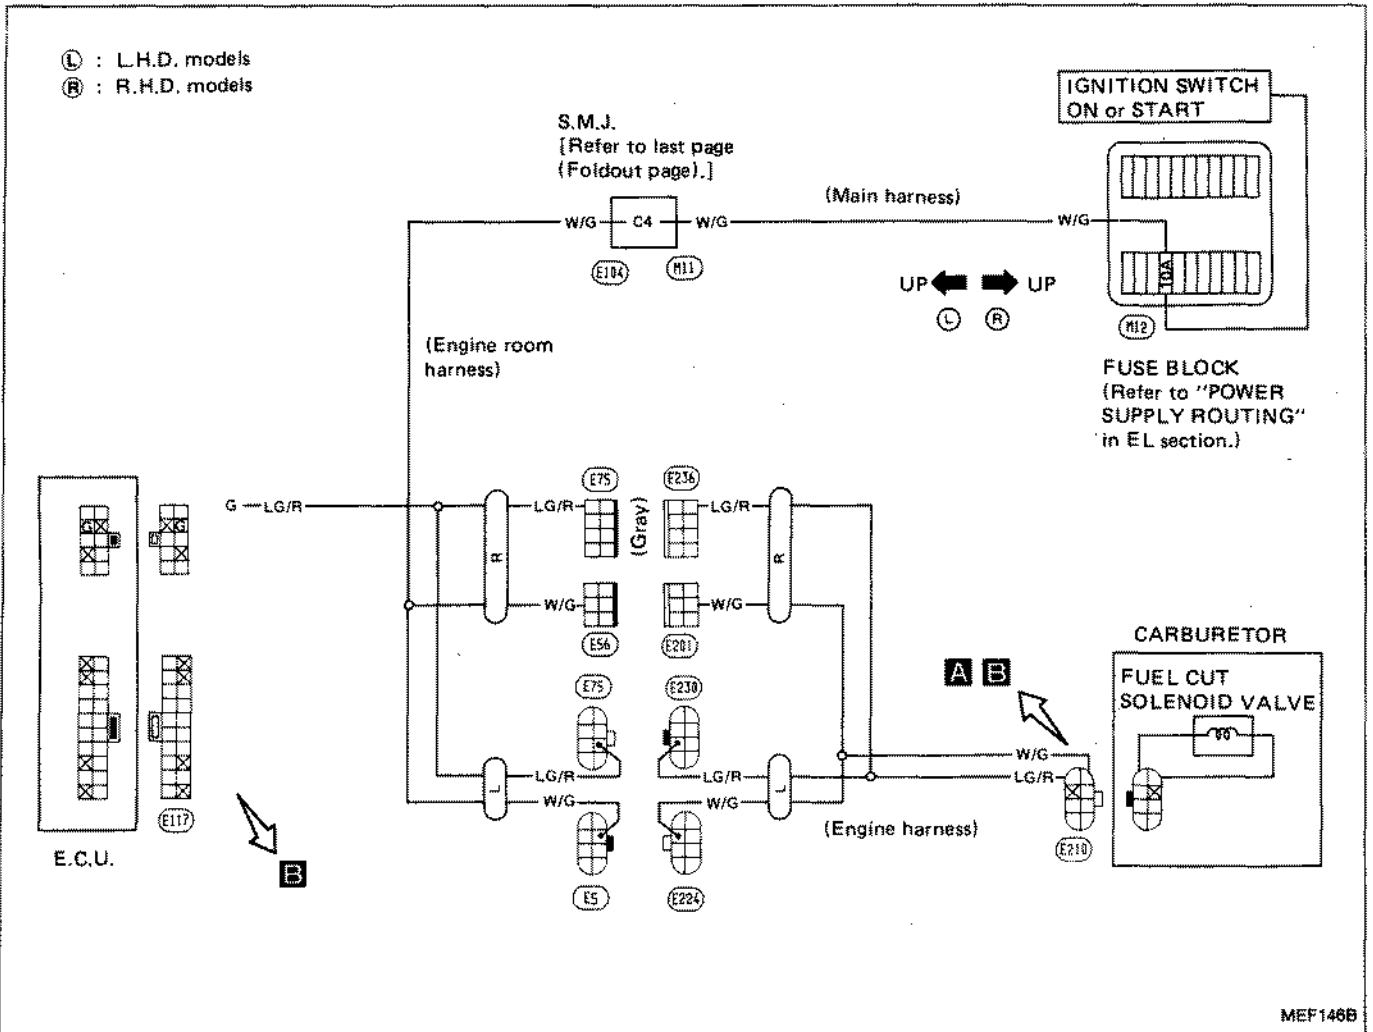 Ⓛ : L.H.D. models
Ⓡ : R.H.D. models
IGNITION SWITCH
ON or START
S.M.J.
[Refer to last page
(Foldout page).]
(Main harness)
W/G
C4
W/G
W/G
E104
M11
UP
UP
L
R
10A
M12
FUSE BLOCK
(Refer to "POWER
SUPPLY ROUTING"
in EL section.)
(Engine room
harness)
E75
E236
G
LG/R
R
LG/R
(Gray)
LG/R
R
G
G
W/G
W/G
E56
E201
E75
E230
CARBURETOR
FUEL CUT
SOLENOID VALVE
A B
W/G
LG/R
L
LG/R
LG/R
L
W/G
W/G
(Engine harness)
E210
E117
E.C.U.
B
E5
E224
MEF146B